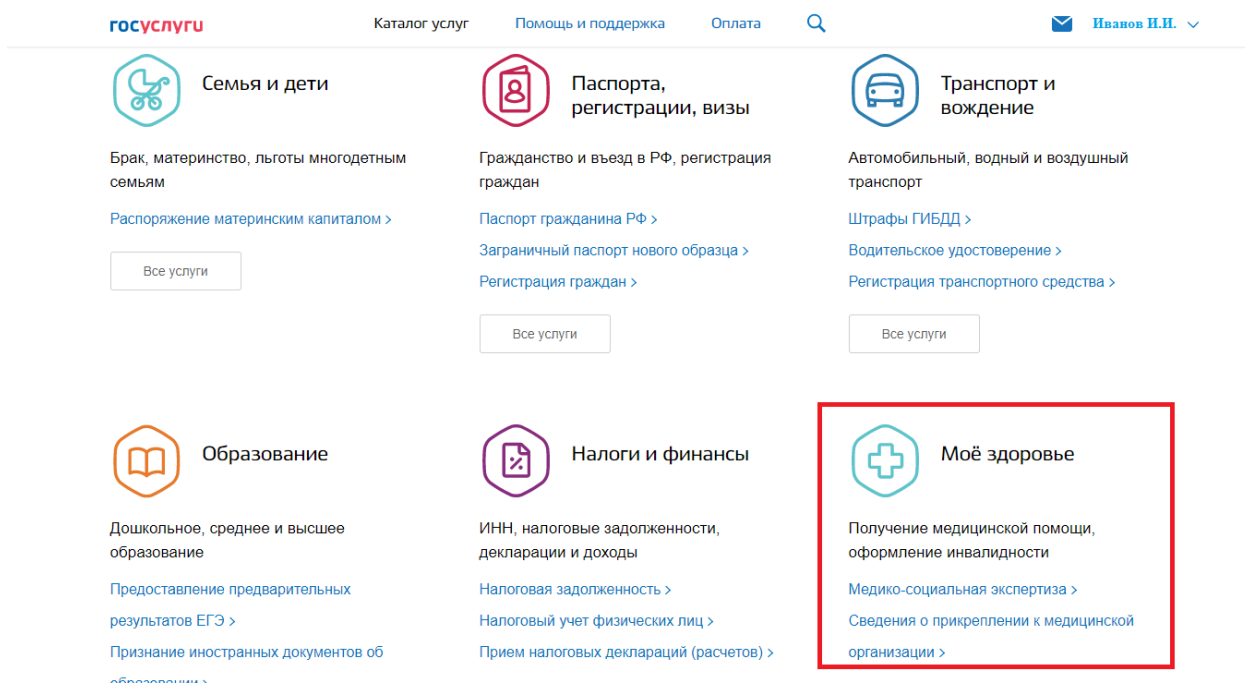 госуслуги Каталог услуг Помощь и поддержка Оплата Иванов И.И.
Семья и дети
Брак, материнство, льготы многодетным
семьям
Распоряжение материнским капиталом >
Все услуги
Паспорта,
регистрации, визы
Гражданство и въезд в РФ, регистрация
граждан
Паспорт гражданина РФ >
Заграничный паспорт нового образца >
Регистрация граждан >
Все услуги
Транспорт и
вождение
Автомобильный, водный и воздушный
транспорт
Штрафы ГИБДД >
Водительское удостоверение >
Регистрация транспортного средства >
Все услуги
Образование
Дошкольное, среднее и высшее
образование
Предоставление предварительных
результатов ЕГЭ >
Признание иностранных документов об
образовании >
Налоги и финансы
ИНН, налоговые задолженности,
декларации и доходы
Налоговая задолженность >
Налоговый учет физических лиц >
Прием налоговых деклараций (расчетов) >
Моё здоровье
Получение медицинской помощи,
оформление инвалидности
Медико-социальная экспертиза >
Сведения о прикреплении к медицинской
организации >